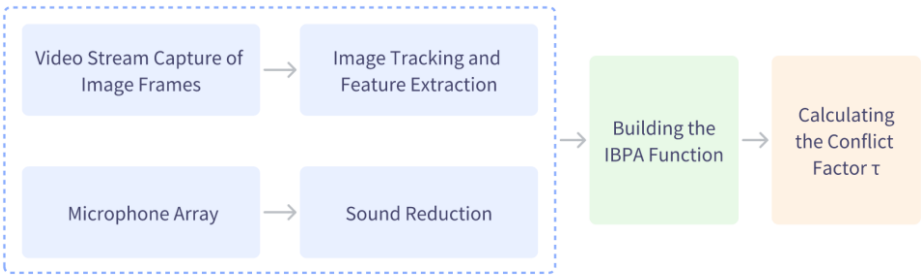 Video Stream Capture of
Image Frames
Image Tracking and
Feature Extraction
Microphone Array
Sound Reduction
Building the
IBPA Function
Calculating
the Conflict
Factor τ